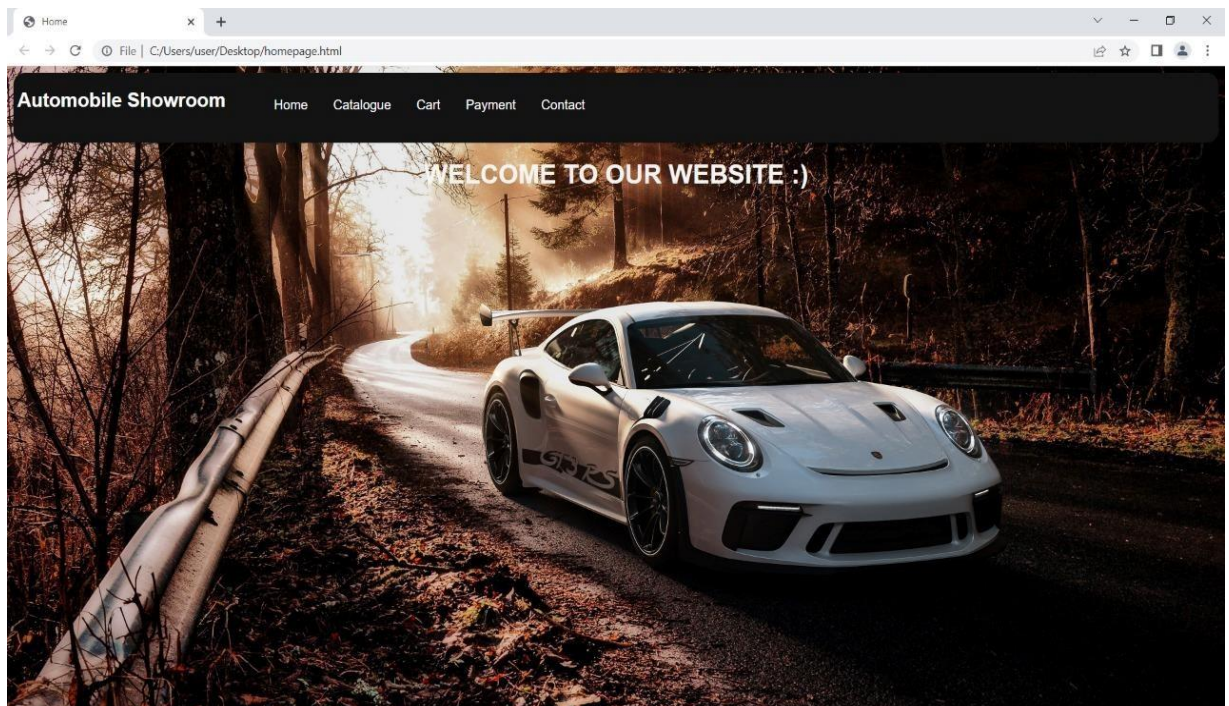 Home
File | C:/Users/user/Desktop/homepage.html
Automobile Showroom Home Catalogue Cart Payment Contact
WELCOME TO OUR WEBSITE :)
GT3 RS